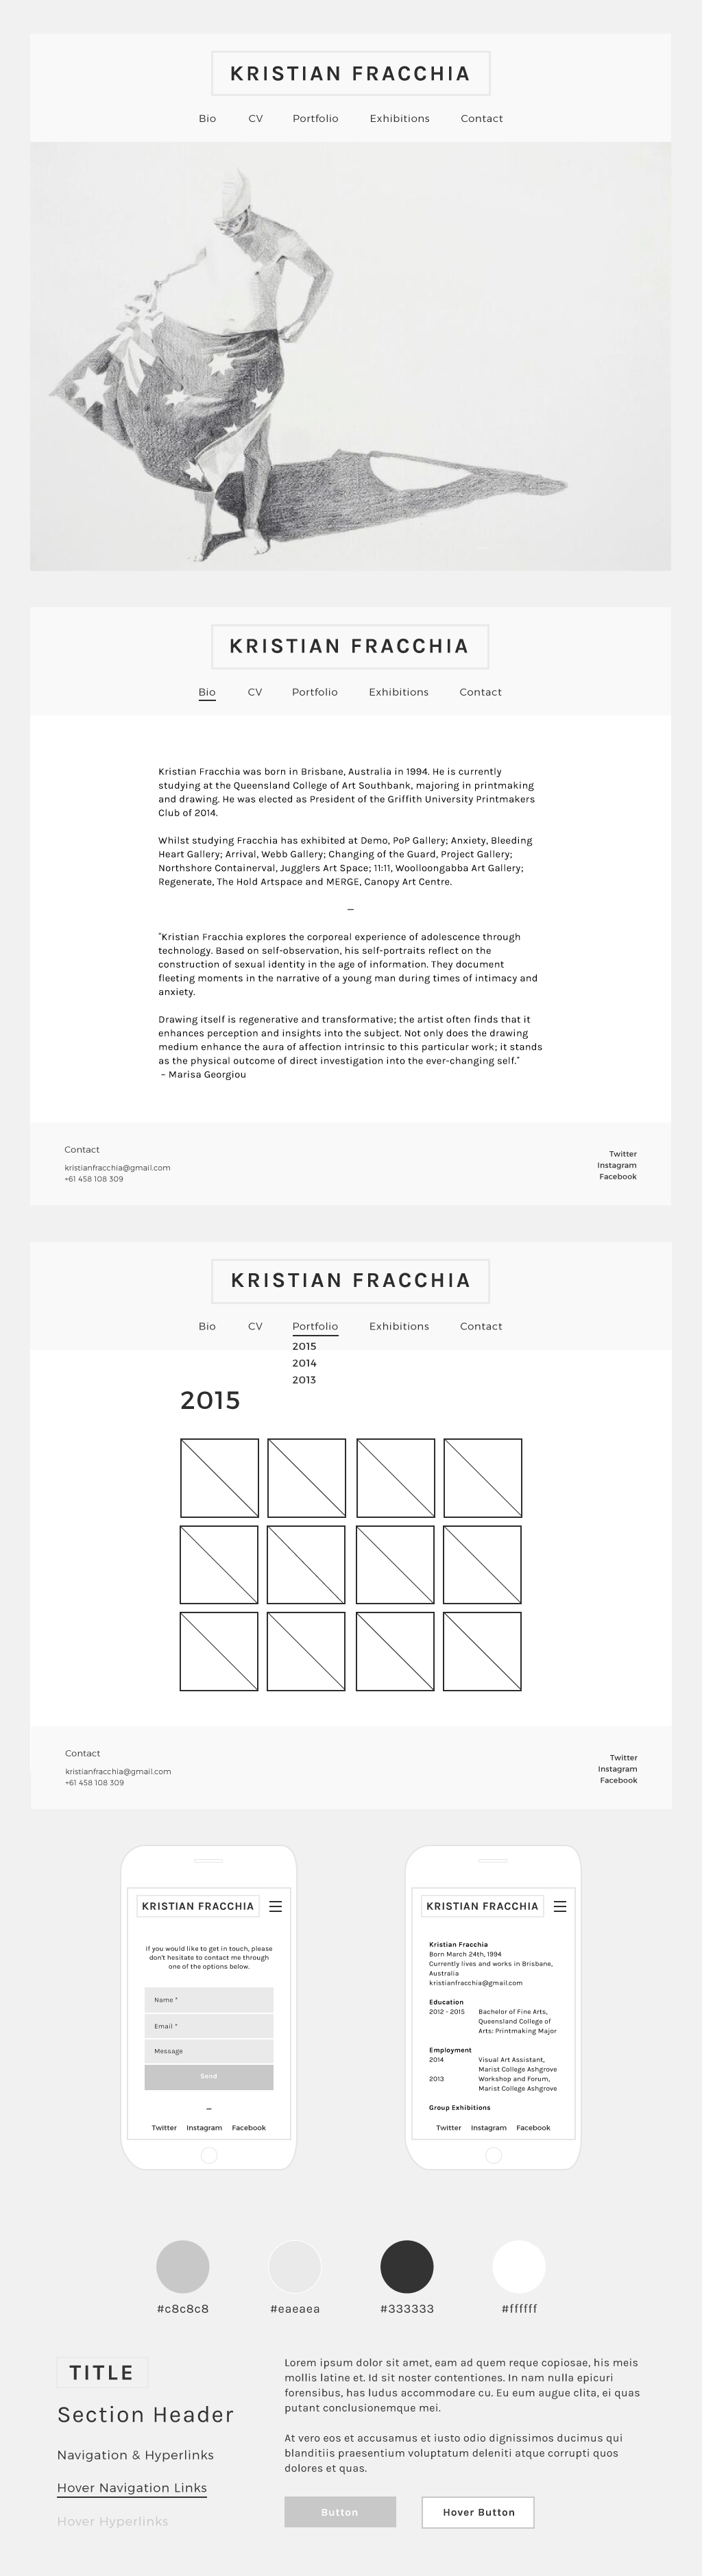 KRISTIAN FRACCHIA
Bio CV Portfolio Exhibitions Contact
KRISTIAN FRACCHIA
Bio CV Portfolio Exhibitions Contact
Kristian Fracchia was born in Brisbane, Australia in 1994. He is currently
studying at the Queensland College of Art Southbank, majoring in printmaking
and drawing. He was elected as President of the Griffith University Printmakers
Club of 2014.
Whilst studying Fracchia has exhibited at Demo, PoP Gallery; Anxiety, Bleeding
Heart Gallery; Arrival, Webb Gallery; Changing of the Guard, Project Gallery;
Northshore Containerval, Jugglers Art Space; 11:11, Woolloongabba Art Gallery;
Regenerate, The Hold Artspace and MERGE, Canopy Art Centre.
—
"Kristian Fracchia explores the corporeal experience of adolescence through
technology. Based on self-observation, his self-portraits reflect on the
construction of sexual identity in the age of information. They document
fleeting moments in the narrative of a young man during times of intimacy and
anxiety.
Drawing itself is regenerative and transformative; the artist often finds that it
enhances perception and insights into the subject. Not only does the drawing
medium enhance the aura of affection intrinsic to this particular work; it stands
as the physical outcome of direct investigation into the ever-changing self."
– Marisa Georgiou
Contact
kristianfracchia@gmail.com
+61 458 108 309
Twitter
Instagram
Facebook
KRISTIAN FRACCHIA
Bio CV Portfolio Exhibitions Contact
2015
2014
2013
2015
Contact
kristianfracchia@gmail.com
+61 458 108 309
Twitter
Instagram
Facebook
KRISTIAN FRACCHIA
If you would like to get in touch, please
don't hesitate to contact me through
one of the options below.
Name *
Email *
Message
Send
—
Twitter Instagram Facebook
KRISTIAN FRACCHIA
Kristian Fracchia
Born March 24th, 1994
Currently lives and works in Brisbane,
Australia
kristianfracchia@gmail.com
Education
2012 - 2015 Bachelor of Fine Arts,
Queensland College of
Arts: Printmaking Major
Employment
2014 Visual Art Assistant,
Marist College Ashgrove
2013 Workshop and Forum,
Marist College Ashgrove
Group Exhibitions
Twitter Instagram Facebook
#c8c8c8 #eaeaea #333333 #ffffff
TITLE
Section Header
Navigation & Hyperlinks
Hover Navigation Links
Hover Hyperlinks
Lorem ipsum dolor sit amet, eam ad quem reque copiosae, his meis
mollis latine et. Id sit noster contentiones. In nam nulla epicuri
forensibus, has ludus accommodare cu. Eu eum augue clita, ei quas
putant conclusionemque mei.
At vero eos et accusamus et iusto odio dignissimos ducimus qui
blanditiis praesentium voluptatum deleniti atque corrupti quos
dolores et quas.
Button Hover Button